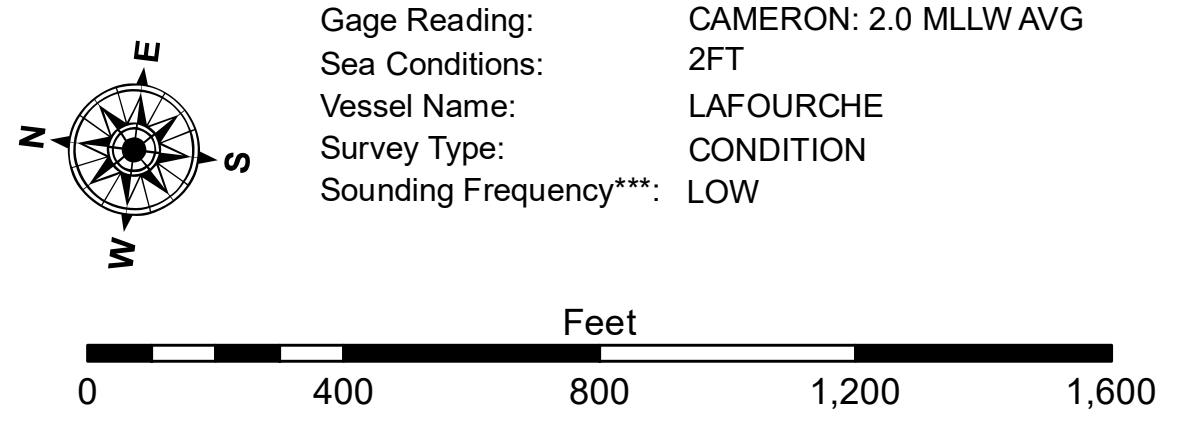 Gage Reading: CAMERON: 2.0 MLLW AVG
Sea Conditions: 2FT
Vessel Name: LAFOURCHE
Survey Type: CONDITION
Sounding Frequency***: LOW
E
N
S
W
Feet
0 400 800 1,200 1,600